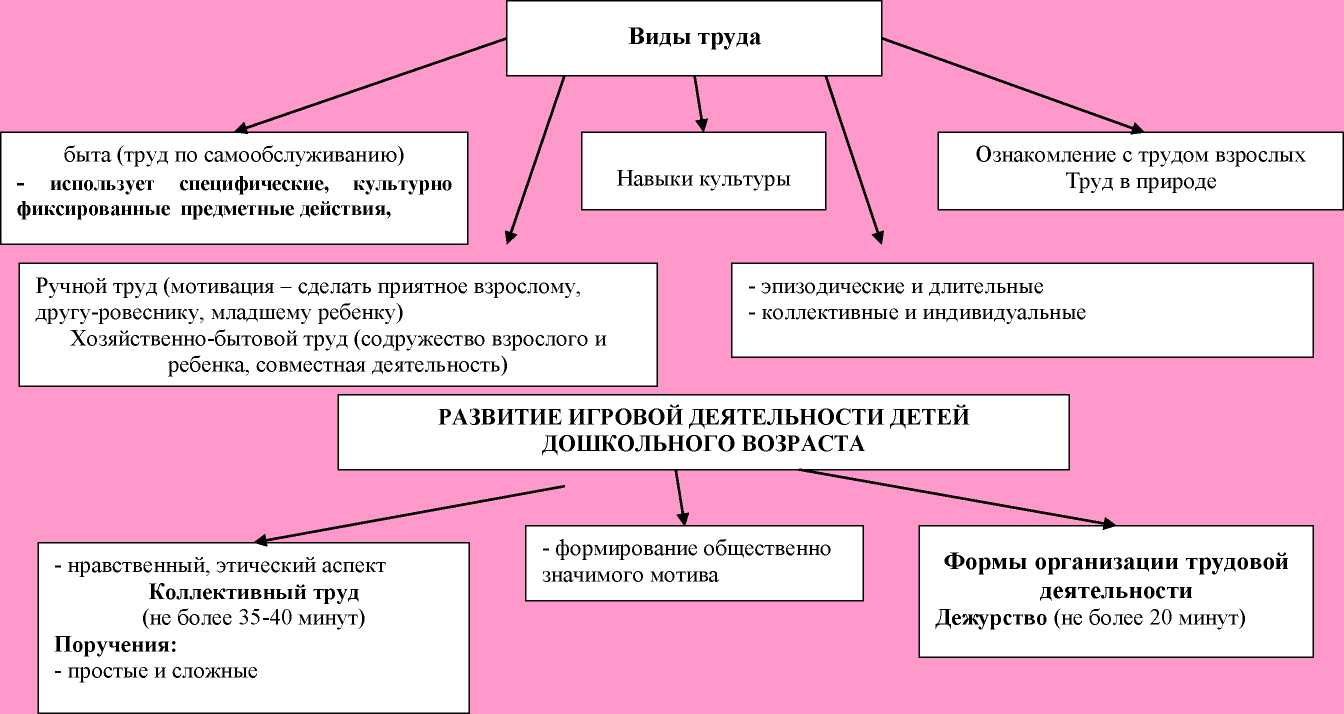 Виды труда
быта (труд по самообслуживанию)
- использует специфические, культурно
фиксированные предметные действия,
Навыки культуры
Ознакомление с трудом взрослых
Труд в природе
Ручной труд (мотивация – сделать приятное взрослому,
другу-ровеснику, младшему ребенку)
Хозяйственно-бытовой труд (содружество взрослого и
ребенка, совместная деятельность)
- эпизодические и длительные
- коллективные и индивидуальные
РАЗВИТИЕ ИГРОВОЙ ДЕЯТЕЛЬНОСТИ ДЕТЕЙ
ДОШКОЛЬНОГО ВОЗРАСТА
- нравственный, этический аспект
Коллективный труд
(не более 35-40 минут)
Поручения:
- простые и сложные
- формирование общественно
значимого мотива
Формы организации трудовой
деятельности
Дежурство (не более 20 минут)